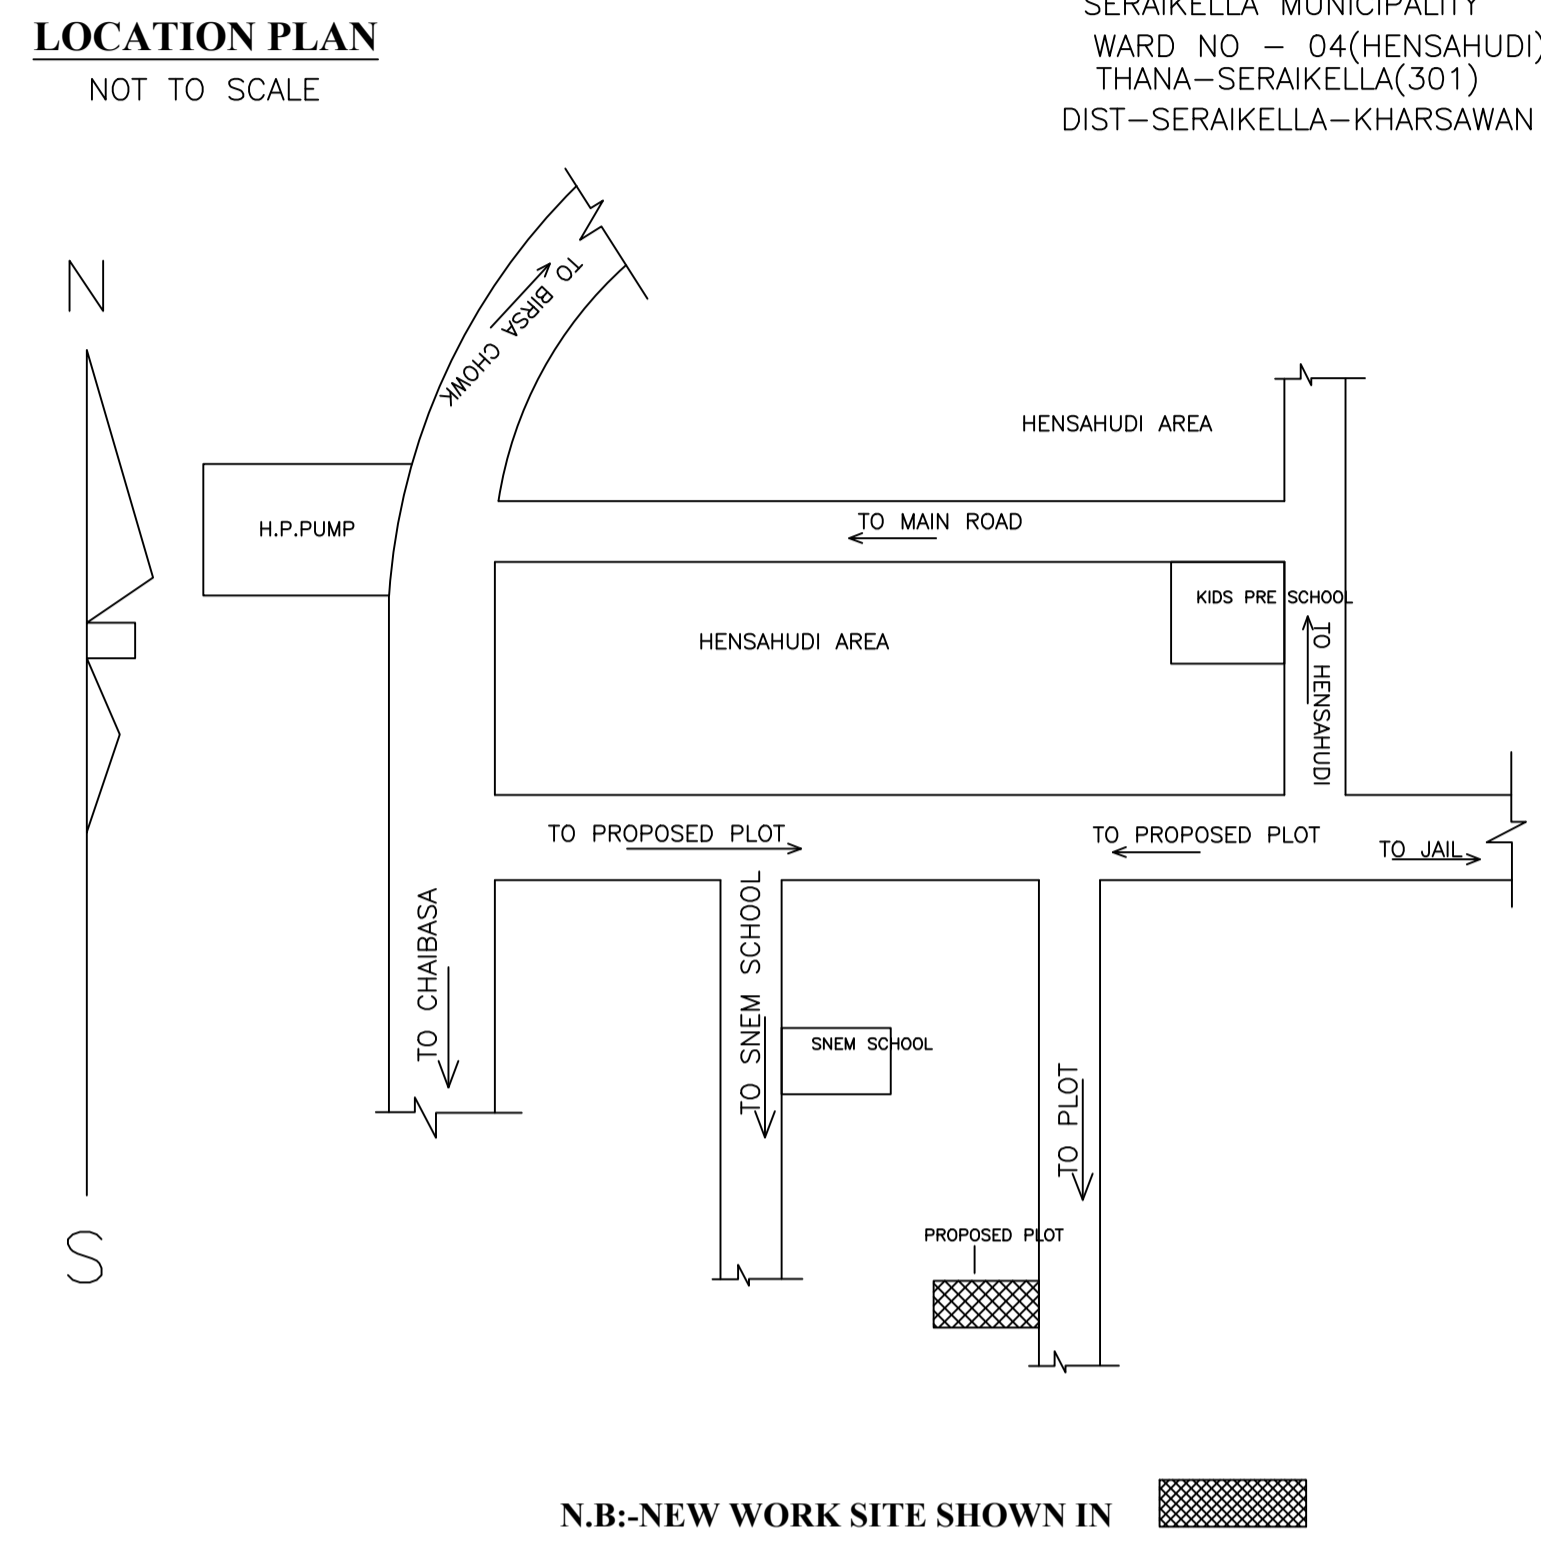 LOCATION PLAN
NOT TO SCALE
SERAIKELLA MUNICIPALITY
WARD NO - 04(HENSAHUDI)
THANA-SERAIKELLA(301)
DIST-SERAIKELLA-KHARSAWAN
N
TO BIRSA CHOWK
HENSAHUDI AREA
H.P.PUMP
TO MAIN ROAD
KIDS PRE SCHOOL
HENSAHUDI AREA
TO HENSAHUDI
TO PROPOSED PLOT
TO PROPOSED PLOT
TO JAIL
TO CHAIBASA
TO SNEM SCHOOL
SNEM SCHOOL
TO PLOT
PROPOSED PLOT
S
N.B:-NEW WORK SITE SHOWN IN